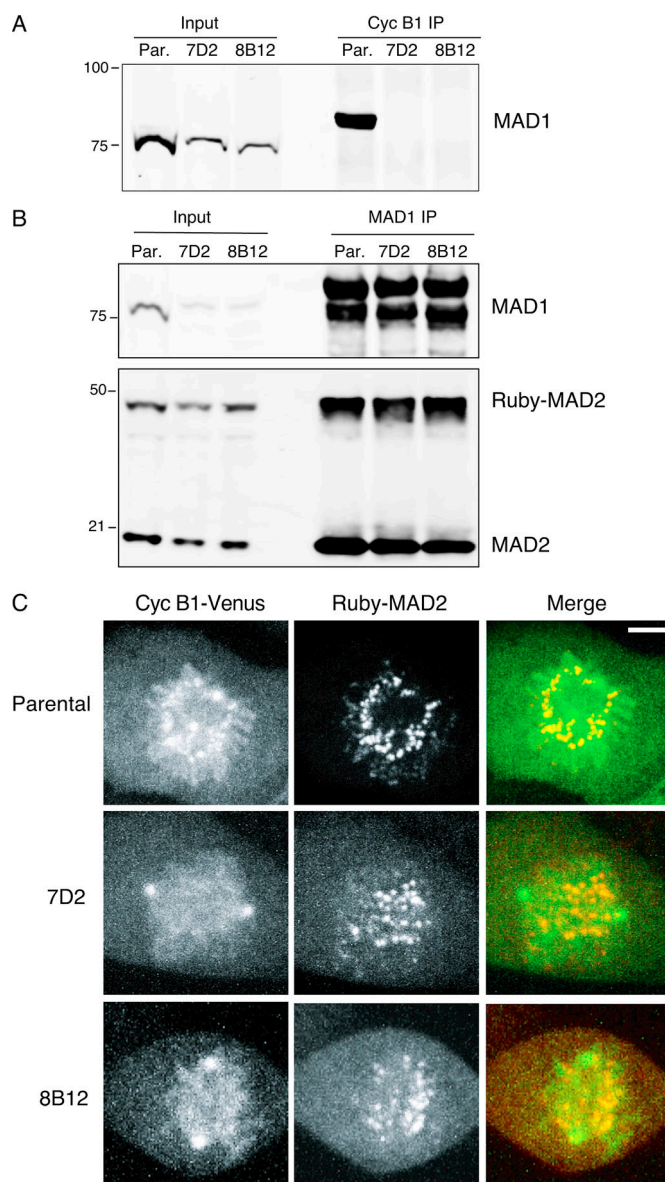 A
Input Cyc B1 IP
Par. 7D2 8B12 Par. 7D2 8B12
100
75
MAD1
B
Input MAD1 IP
Par. 7D2 8B12 Par. 7D2 8B12
75
MAD1
50
Ruby-MAD2
21
MAD2
C
Cyc B1-Venus Ruby-MAD2 Merge
Parental
7D2
8B12